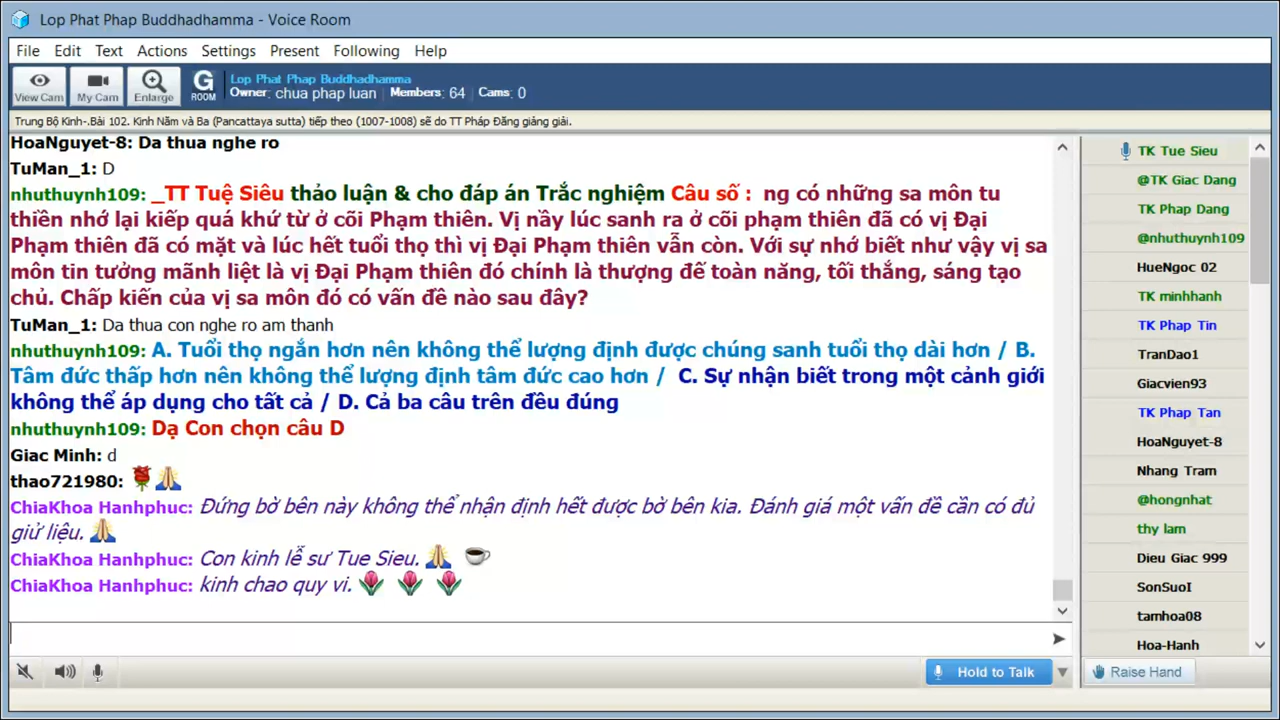 Lop Phat Phap Buddhadhamma - Voice Room
File Edit Text Actions Settings Present Following Help
View Cam My Cam Enlarge G ROOM
Lop Phat Phap Buddhadhamma
Owner: chua phap luan Members: 64 Cams: 0
Trung Bộ Kinh-.Bài 102. Kinh Năm và Ba (Pancattaya sutta) tiếp theo (1007-1008) sẽ do TT Pháp Đăng giảng giải.
HoaNguyet-8: Da thua nghe ro
TuMan_1: D
nhuthuynh109: _TT Tuệ Siêu thảo luận & cho đáp án Trắc nghiệm Câu số : ng có những sa môn tu
thiền nhớ lại kiếp quá khứ từ ở cõi Phạm thiên. Vị nầy lúc sanh ra ở cõi phạm thiên đã có vị Đại
Phạm thiên đã có mặt và lúc hết tuổi thọ thì vị Đại Phạm thiên vẫn còn. Với sự nhớ biết như vậy vị sa
môn tin tưởng mãnh liệt là vị Đại Phạm thiên đó chính là thượng đế toàn năng, tối thắng, sáng tạo
chủ. Chấp kiến của vị sa môn đó có vấn đề nào sau đây?
TuMan_1: Da thua con nghe ro am thanh
nhuthuynh109: A. Tuổi thọ ngắn hơn nên không thể lượng định được chúng sanh tuổi thọ dài hơn / B.
Tâm đức thấp hơn nên không thể lượng định tâm đức cao hơn / C. Sự nhận biết trong một cảnh giới
không thể áp dụng cho tất cả / D. Cả ba câu trên đều đúng
nhuthuynh109: Dạ Con chọn câu D
Giac Minh: d
thao721980:
ChiaKhoa Hanhphuc: Đứng bờ bên này không thể nhận định hết được bờ bên kia. Đánh giá một vấn đề cần có đủ
giử liệu.
ChiaKhoa Hanhphuc: Con kinh lễ sư Tue Sieu.
ChiaKhoa Hanhphuc: kinh chao quy vi.
Hold to Talk
TK Tue Sieu
@TK Giac Dang
TK Phap Dang
@nhuthuynh109
HueNgoc 02
TK minhhanh
TK Phap Tin
TranDao1
Giacvien93
TK Phap Tan
HoaNguyet-8
Nhang Tram
@hongnhat
thy lam
Dieu Giac 999
SonSuoI
tamhoa08
Hoa-Hanh
Raise Hand